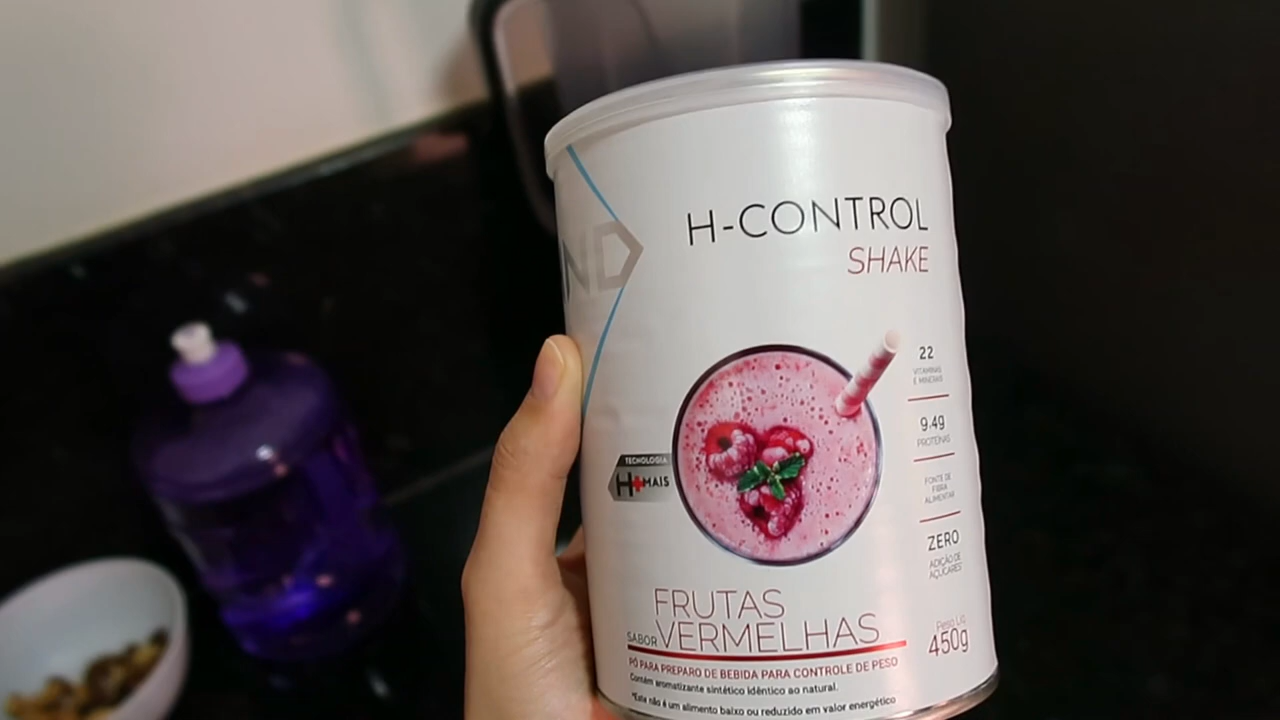 ND
H-CONTROL
SHAKE
22
VITAMINAS
E MINERAIS
9,4g
PROTEÍNAS
TECNOLOGIA
H+MAIS
FONTE DE
FIBRA
ALIMENTAR
ZERO
ADIÇÃO DE
AÇÚCARES*
FRUTAS
SABOR VERMELHAS
Peso Líq
450g
PÓ PARA PREPARO DE BEBIDA PARA CONTROLE DE PESO
Contém aromatizante sintético idêntico ao natural.
*Este não é um alimento baixo ou reduzido em valor energético